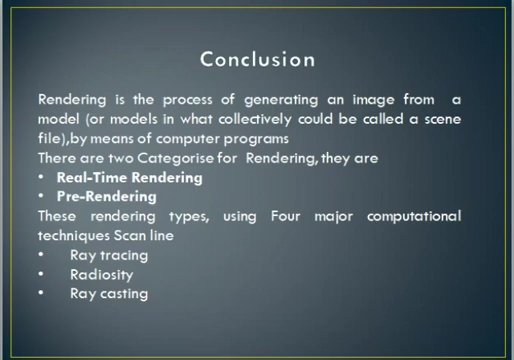 Conclusion
Rendering is the process of generating an image from a
model (or models in what collectively could be called a scene
file),by means of computer programs
There are two Categorise for Rendering,they are
• Real-Time Rendering
• Pre-Rendering
These rendering types, using Four major computational
techniques Scan line
• Ray tracing
• Radiosity
• Ray casting